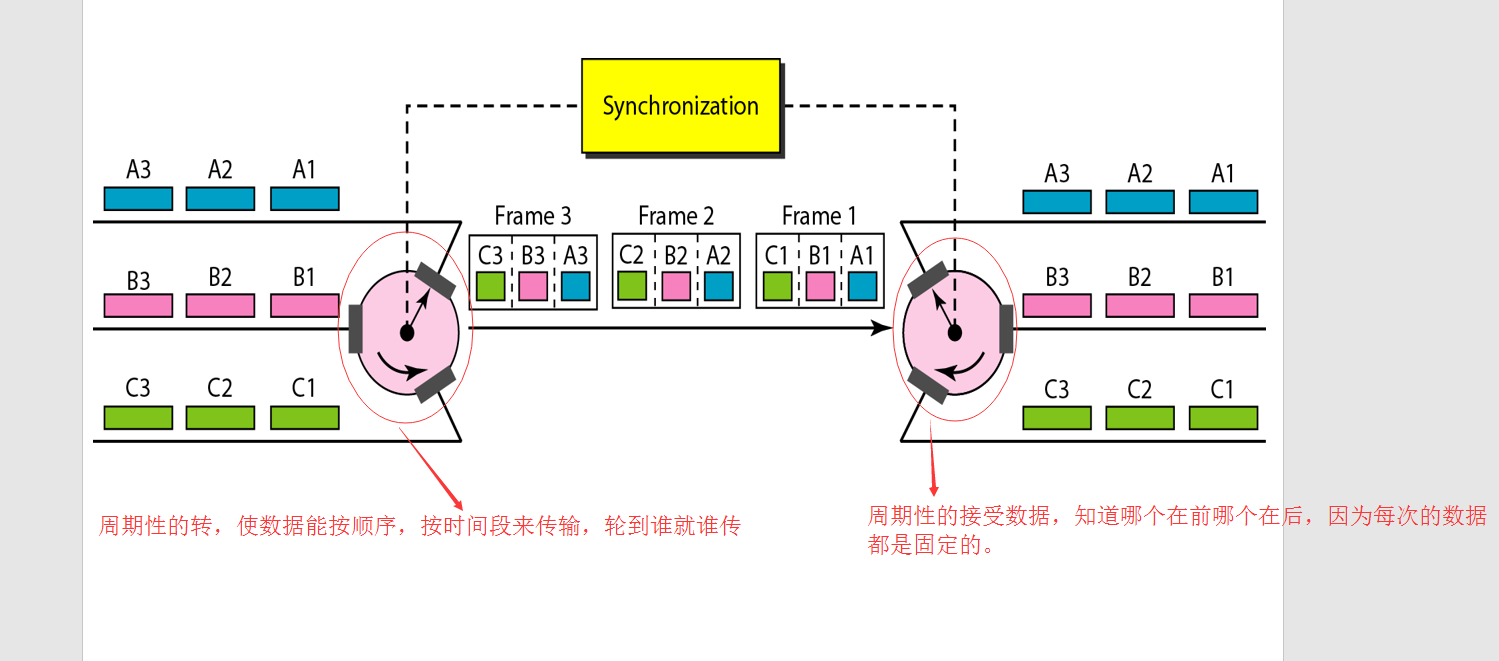 Synchronization
A3 A2 A1
A3 A2 A1
Frame 3 Frame 2 Frame 1
C3 B3 A3 C2 B2 A2 C1 B1 A1
B3 B2 B1
B3 B2 B1
C3 C2 C1
C3 C2 C1
周期性的转，使数据能按顺序，按时间段来传输，轮到谁就谁传
周期性的接受数据，知道哪个在前哪个在后，因为每次的数据
都是固定的。